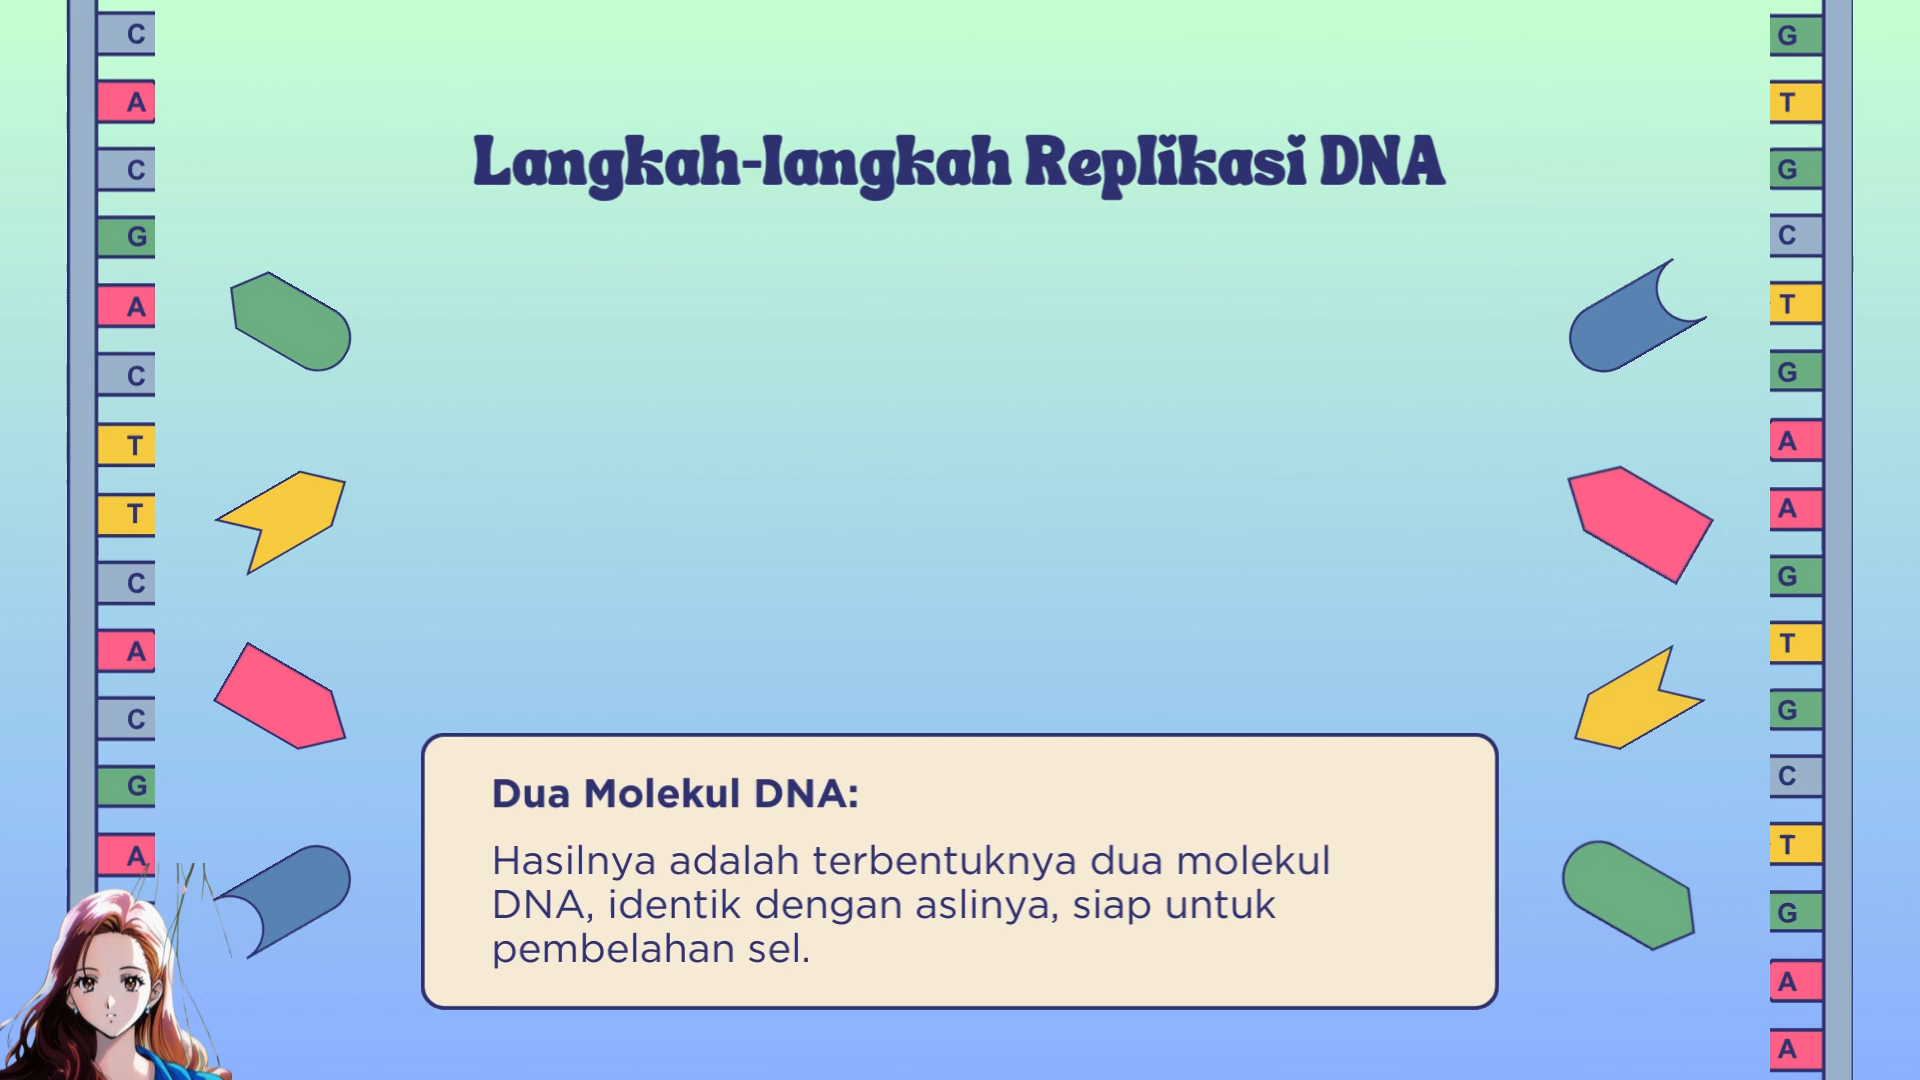 Langkah-langkah Replikasi DNA
C
A
C
G
A
C
T
T
C
A
C
G
A
G
T
G
C
T
G
A
A
G
T
G
C
T
G
A
A
Dua Molekul DNA:
Hasilnya adalah terbentuknya dua molekul
DNA, identik dengan aslinya, siap untuk
pembelahan sel.